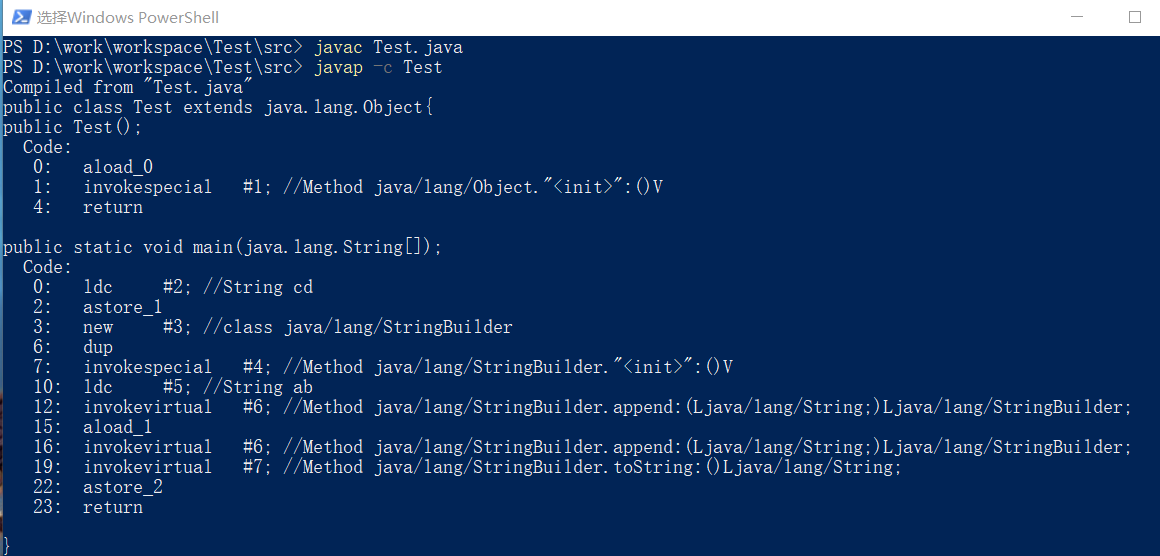 选择Windows PowerShell
PS D:\work\workspace\Test\src> javac Test.java
PS D:\work\workspace\Test\src> javap -c Test
Compiled from "Test.java"
public class Test extends java.lang.Object{
public Test();
  Code:
   0:   aload_0
   1:   invokespecial   #1; //Method java/lang/Object."<init>":()V
   4:   return

public static void main(java.lang.String[]);
  Code:
   0:   ldc     #2; //String cd
   2:   astore_1
   3:   new     #3; //class java/lang/StringBuilder
   6:   dup
   7:   invokespecial   #4; //Method java/lang/StringBuilder."<init>":()V
   10:  ldc     #5; //String ab
   12:  invokevirtual   #6; //Method java/lang/StringBuilder.append:(Ljava/lang/String;)Ljava/lang/StringBuilder;
   15:  aload_1
   16:  invokevirtual   #6; //Method java/lang/StringBuilder.append:(Ljava/lang/String;)Ljava/lang/StringBuilder;
   19:  invokevirtual   #7; //Method java/lang/StringBuilder.toString:()Ljava/lang/String;
   22:  astore_2
   23:  return

}